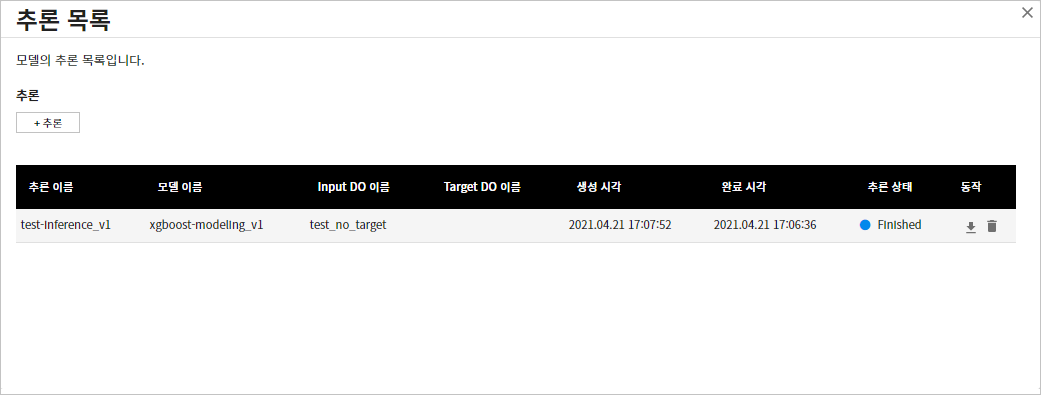 추론 목록
모델의 추론 목록입니다.
추론
+ 추론
추론 이름 모델 이름 Input DO 이름 Target DO 이름 생성 시각 완료 시각 추론 상태 동작
test-inference_v1 xgboost-modeling_v1 test_no_target 2021.04.21 17:07:52 2021.04.21 17:06:36 Finished